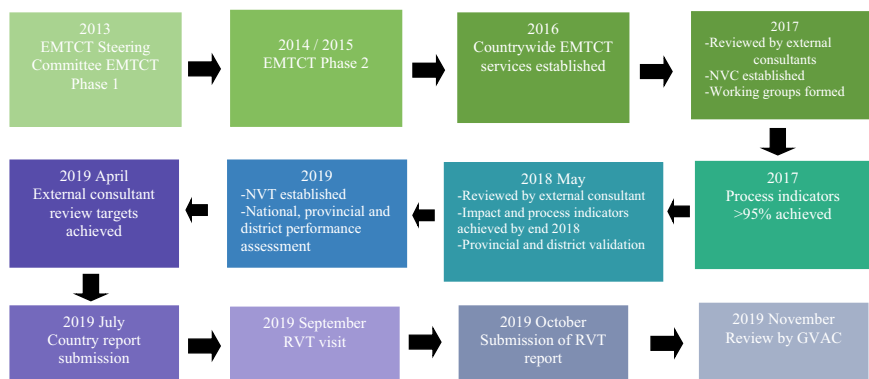 2013
EMTCT Steering
Committee EMTCT
Phase 1
2014 / 2015
EMTCT Phase 2
2016
Countrywide EMTCT
services established
2017
-Reviewed by external
consultants
-NVC established
-Working groups formed
2017
Process indicators
>95% achieved
2018 May
-Reviewed by external consultant
-Impact and process indicators
achieved by end 2018
-Provincial and district validation
2019
-NVT established
-National, provincial and
district performance
assessment
2019 April
External consultant
review targets
achieved
2019 July
Country report
submission
2019 September
RVT visit
2019 October
Submission of RVT
report
2019 November
Review by GVAC